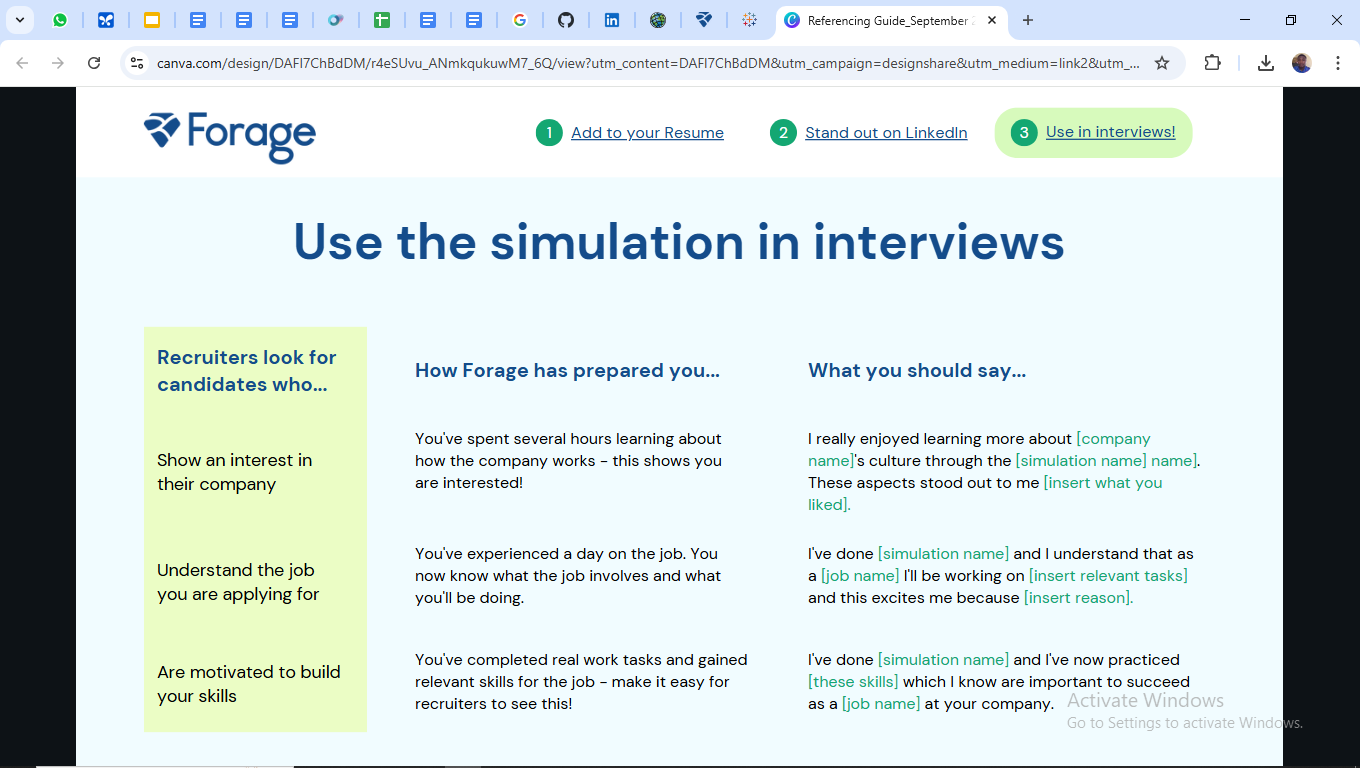 Referencing Guide_September 2
canva.com/design/DAFI7ChBdDM/r4eSUvu_ANmkqukuwM7_6Q/view?utm_content=DAFI7ChBdDM&utm_campaign=designshare&utm_medium=link2&utm_...
Forage
1 Add to your Resume
2 Stand out on LinkedIn
3 Use in interviews!
Use the simulation in interviews
Recruiters look for
candidates who...
How Forage has prepared you...
What you should say...
Show an interest in
their company
You've spent several hours learning about
how the company works - this shows you
are interested!
I really enjoyed learning more about [company
name]'s culture through the [simulation name] name].
These aspects stood out to me [insert what you
liked].
Understand the job
you are applying for
You've experienced a day on the job. You
now know what the job involves and what
you'll be doing.
I've done [simulation name] and I understand that as
a [job name] I'll be working on [insert relevant tasks]
and this excites me because [insert reason].
Are motivated to build
your skills
You've completed real work tasks and gained
relevant skills for the job - make it easy for
recruiters to see this!
I've done [simulation name] and I've now practiced
[these skills] which I know are important to succeed
as a [job name] at your company.
Activate Windows
Go to Settings to activate Windows.